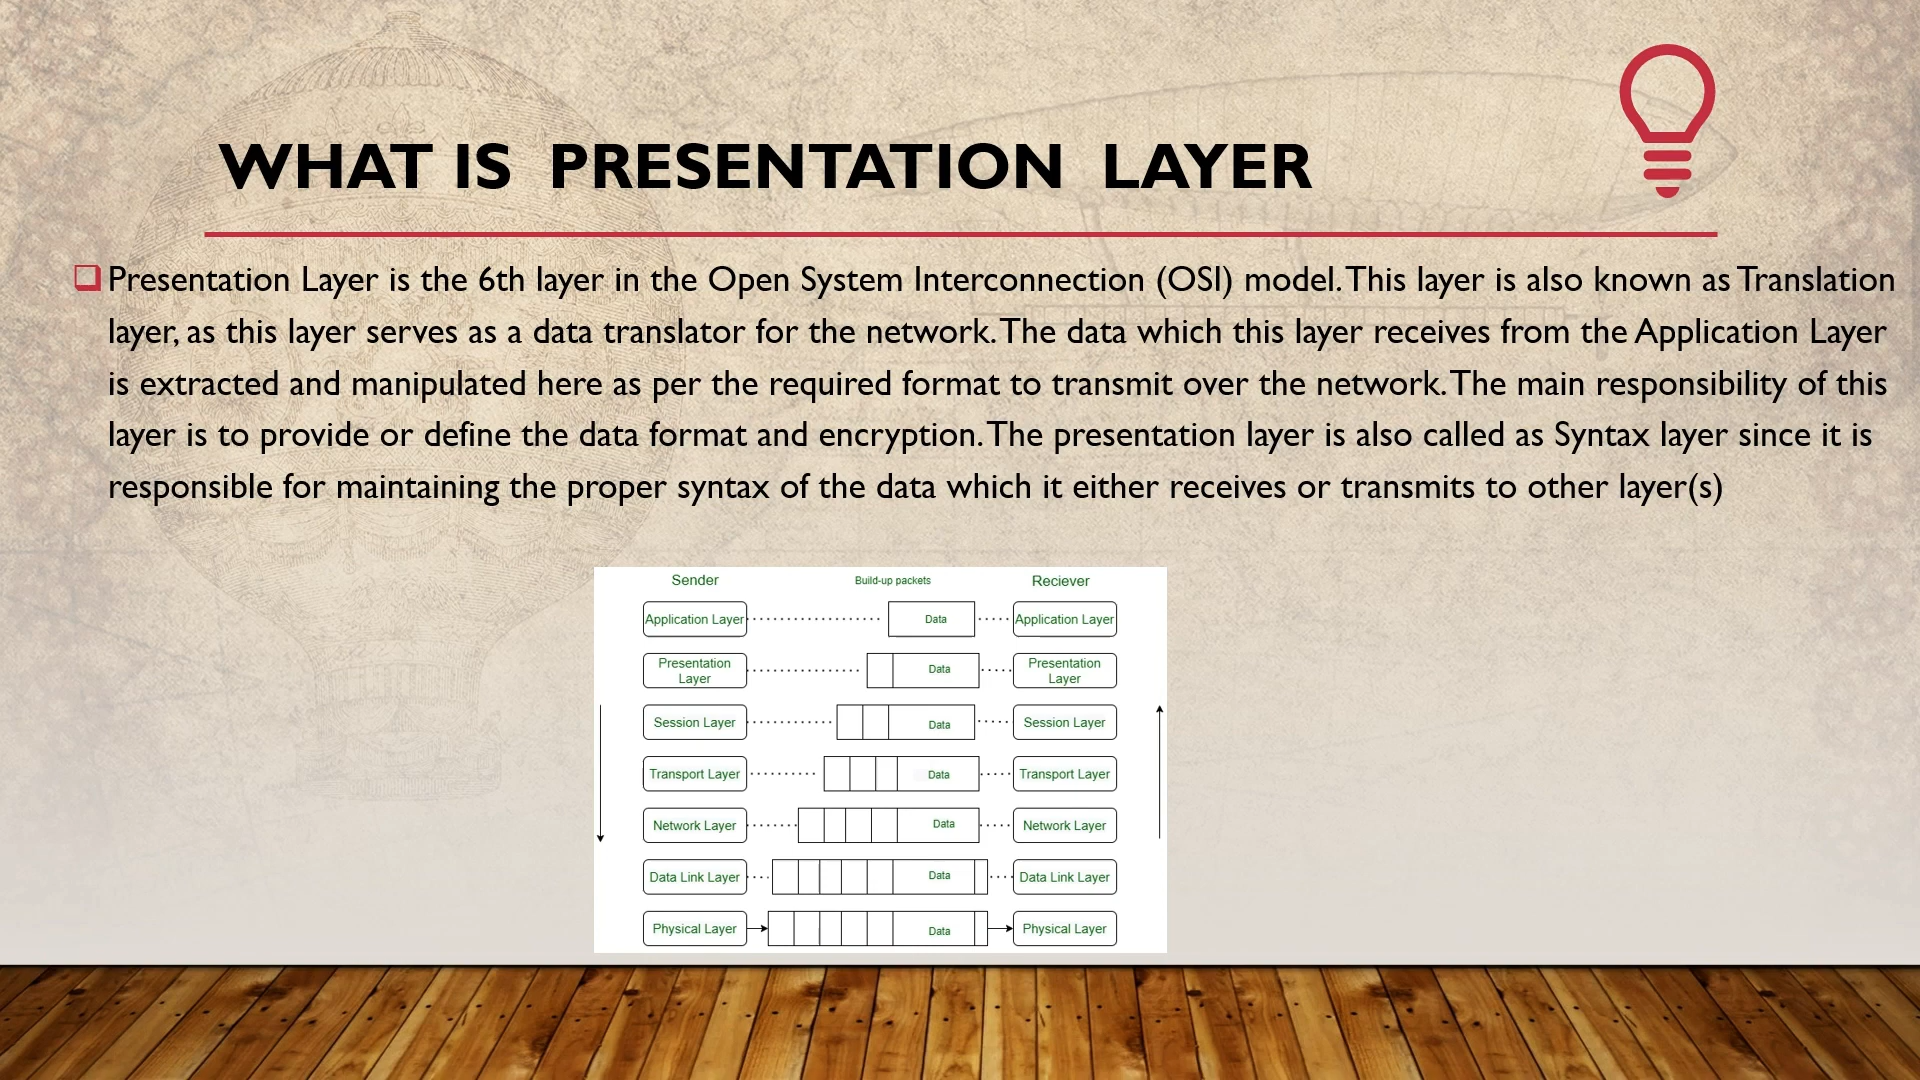 WHAT IS PRESENTATION LAYER
Presentation Layer is the 6th layer in the Open System Interconnection (OSI) model. This layer is also known as Translation
layer, as this layer serves as a data translator for the network. The data which this layer receives from the Application Layer
is extracted and manipulated here as per the required format to transmit over the network. The main responsibility of this
layer is to provide or define the data format and encryption. The presentation layer is also called as Syntax layer since it is
responsible for maintaining the proper syntax of the data which it either receives or transmits to other layer(s)
Sender Build-up packets Reciever
Application Layer Data Application Layer
Presentation Layer Data Presentation Layer
Session Layer Data Session Layer
Transport Layer Data Transport Layer
Network Layer Data Network Layer
Data Link Layer Data Data Link Layer
Physical Layer Data Physical Layer